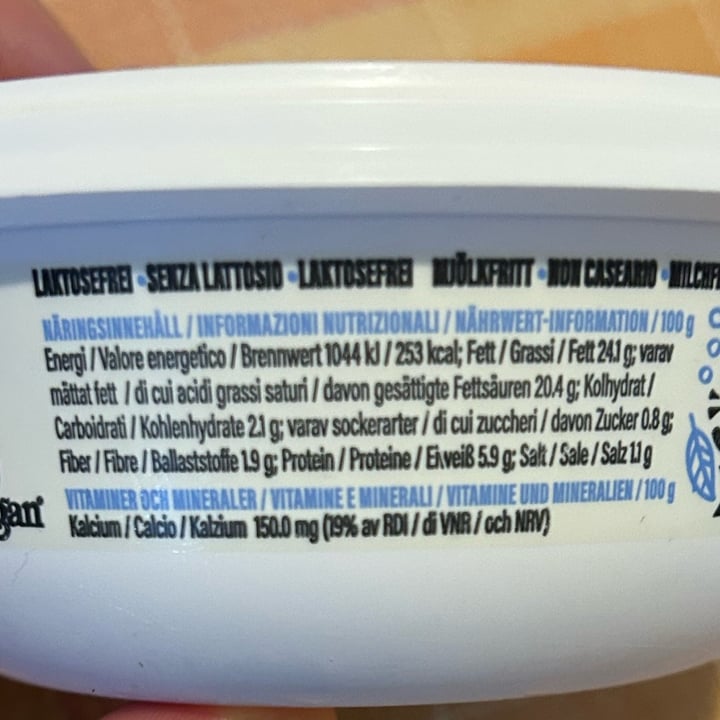 LAKTOSEFREI • SENZA LATTOSIO • LAKTOSEFREI MJÖLKFRITT • NON CASEARIO •
NÄRINGSINNEHÅLL / INFORMAZIONI NUTRIZIONALI / NÄHRWERT-INFORMATION / 100 g
Energi / Valore energetico / Brennwert 1044 kJ / 253 kcal; Fett / Grassi / Fett 24.1 g; varav
mättat fett / di cui acidi grassi saturi / davon gesättigte Fettsäuren 20.4 g; Kolhydrat /
Carboidrati / Kohlenhydrate 2.1 g; varav sockerarter / di cui zuccheri / davon Zucker 0.8 g;
Fiber / Fibre / Ballaststoffe 1.9 g; Protein / Proteine / Eiweiß 5.9 g; Salt / Sale / Salz 1.1 g
VITAMINER OCH MINERALER / VITAMINE E MINERALI / VITAMINE UND MINERALIEN / 100 g
Kalcium / Calcio / Kalzium 150.0 mg (19% av RDI / di VNR / och NRV)